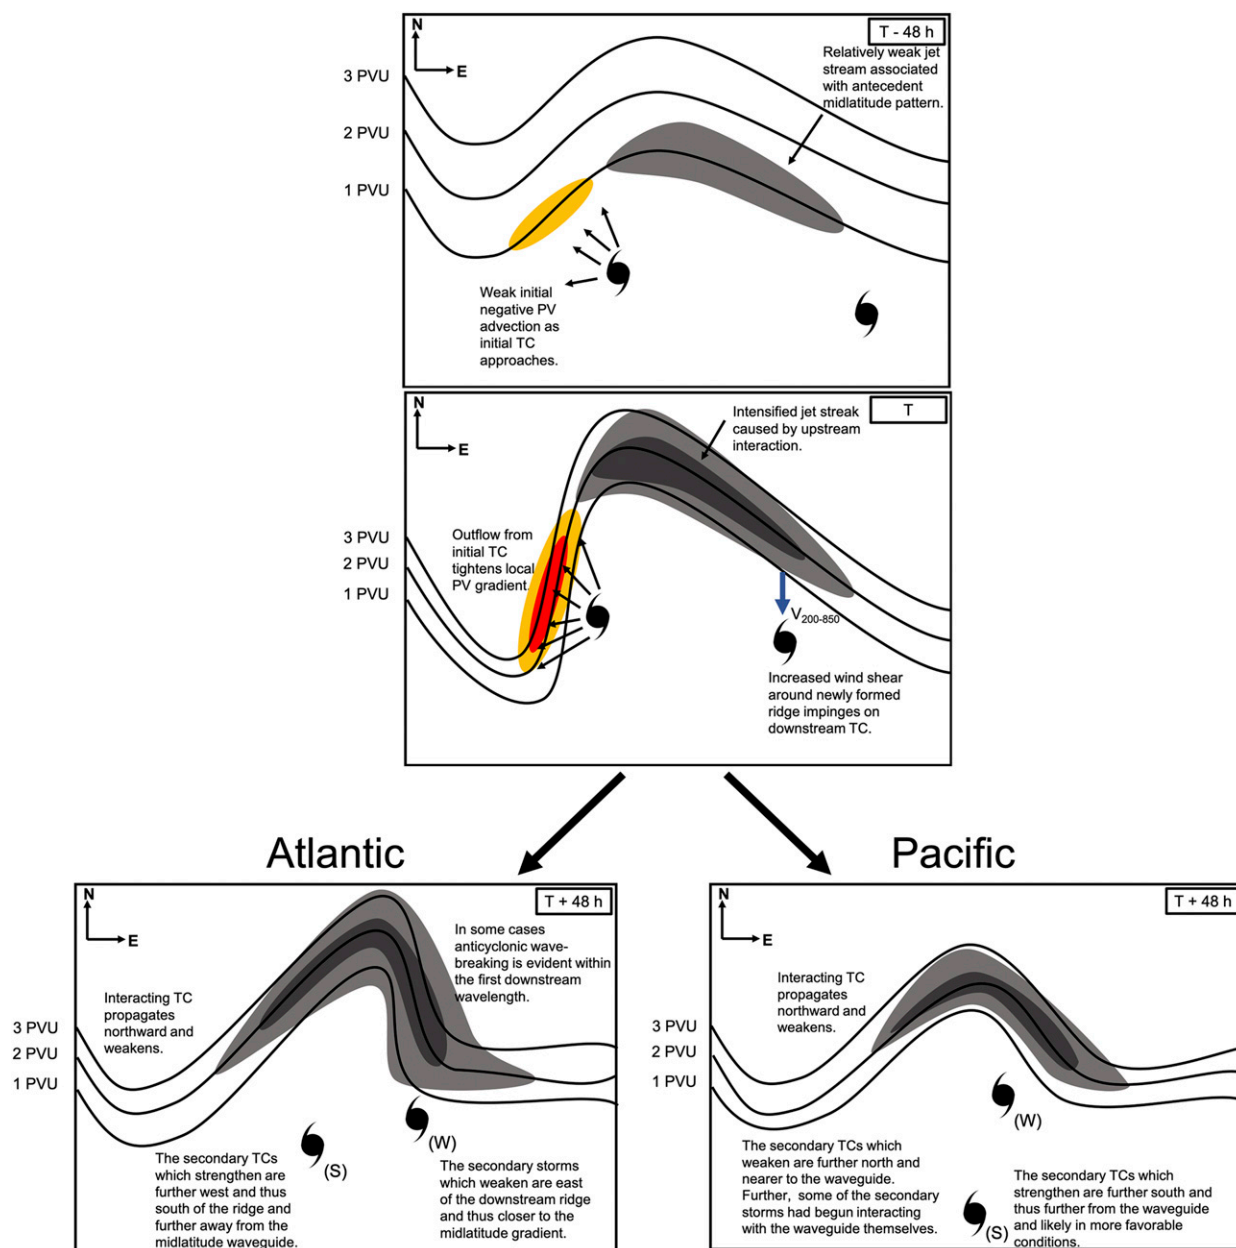 N
E
T - 48 h
Relatively weak jet
stream associated
with antecedent
midlatitude pattern.
3 PVU
2 PVU
1 PVU
Weak initial
negative PV
advection as
initial TC
approaches.
N
E
T
Intensified jet streak
caused by upstream
interaction.
Outflow from
initial TC
tightens local
PV gradient.
3 PVU
2 PVU
1 PVU
V200-850
Increased wind shear
around newly formed
ridge impinges on
downstream TC.
Atlantic
N
E
T + 48 h
In some cases
anticyclonic wave-
breaking is evident within
the first downstream
wavelength.
Interacting TC
propagates
northward and
weakens.
3 PVU
2 PVU
1 PVU
(W)
(S)
The secondary TCs
which strengthen are
further west and thus
south of the ridge and
further away from the
midlatitude waveguide.
The secondary storms
which weaken are east
of the downstream ridge
and thus closer to the
midlatitude gradient.
Pacific
N
E
T + 48 h
Interacting TC
propagates
northward and
weakens.
3 PVU
2 PVU
1 PVU
(W)
The secondary TCs which
weaken are further north and
nearer to the waveguide.
Further, some of the secondary
storms had begun interacting
with the waveguide themselves.
(S)
The secondary TCs which
strengthen are further south and
thus further from the waveguide
and likely in more favorable
conditions.